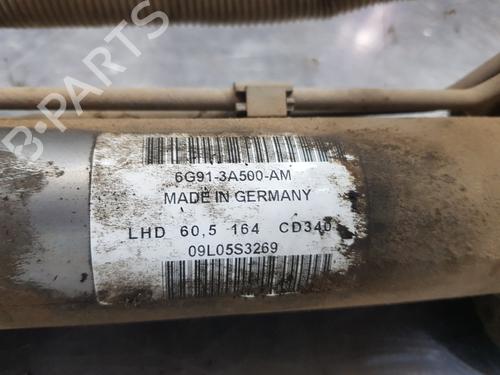 B-PARTS
6G91-3A500-AM
MADE IN GERMANY
LHD 60,5 164 CD340
09L05S3269